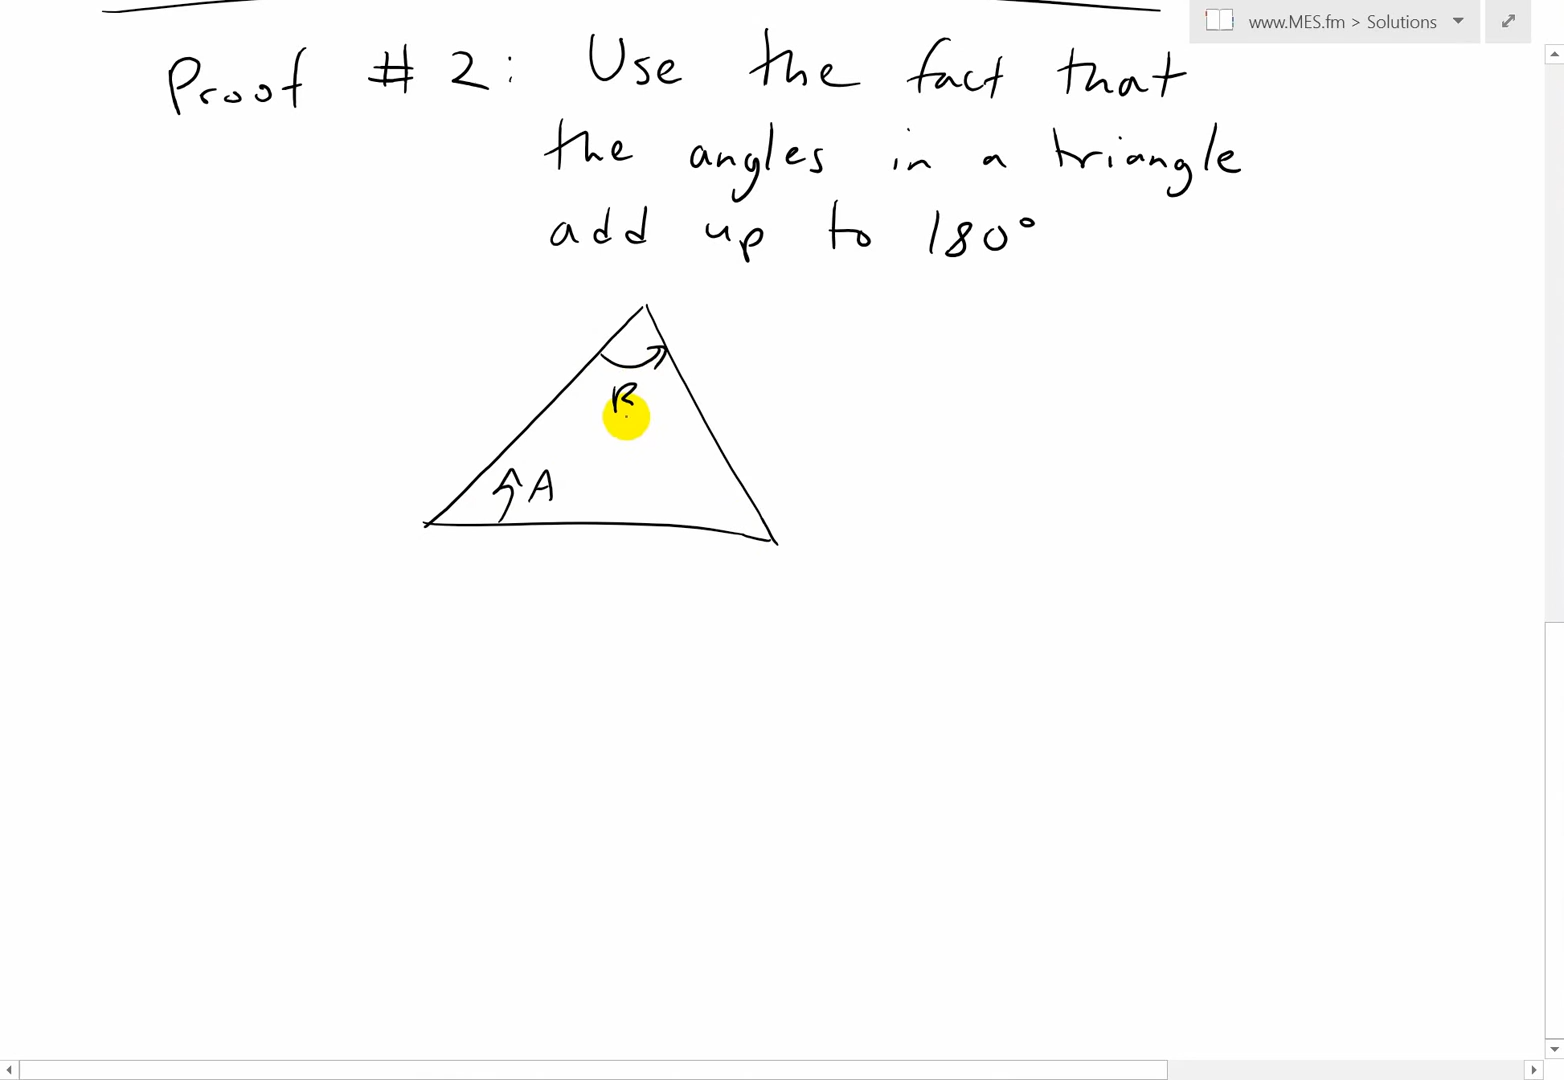 www.MES.fm > Solutions
Proof # 2: Use the fact that
the angles in a triangle
add up to 180°
B
A